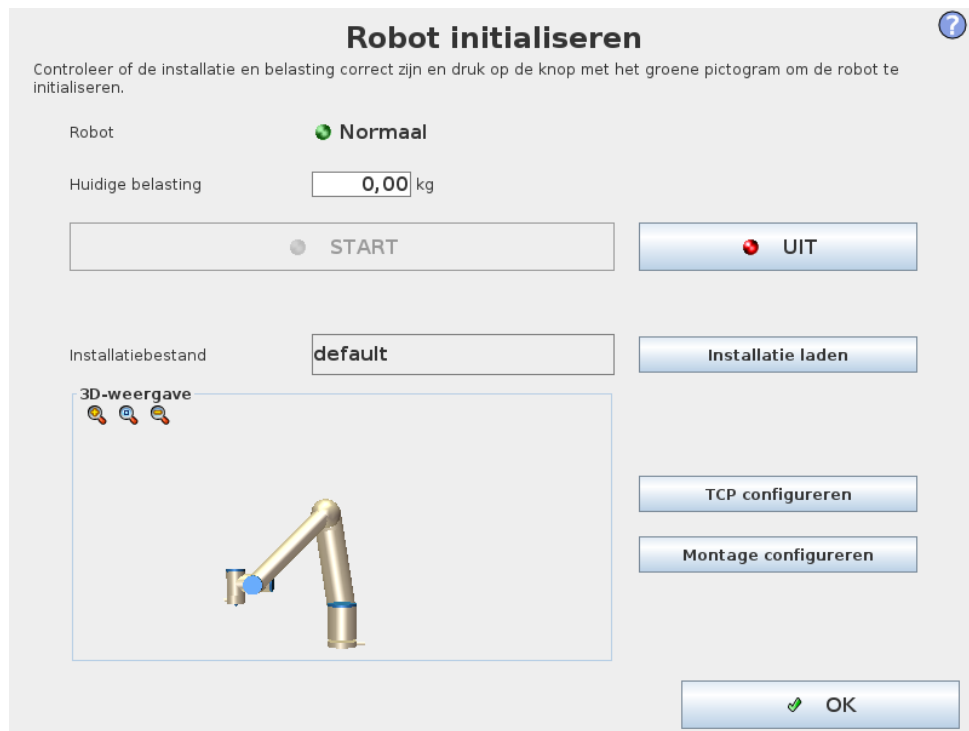 Robot initialiseren
?
Controleer of de installatie en belasting correct zijn en druk op de knop met het groene pictogram om de robot te
initialiseren.
Robot
Normaal
Huidige belasting
0,00 kg
START
UIT
Installatiebestand
default
Installatie laden
3D-weergave
TCP configureren
Montage configureren
OK